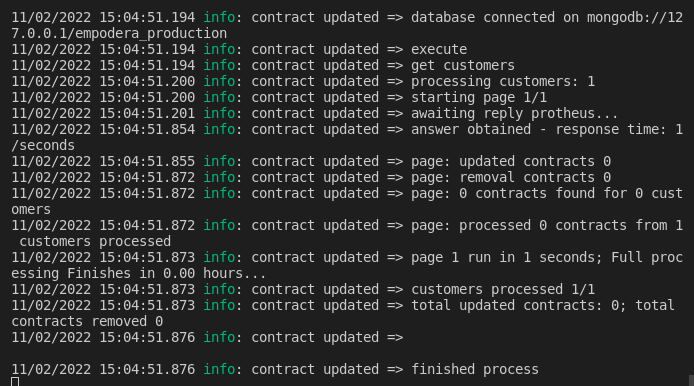 11/02/2022 15:04:51.194 info: contract updated => database connected on mongodb://12
7.0.0.1/empodera_production
11/02/2022 15:04:51.194 info: contract updated => execute
11/02/2022 15:04:51.194 info: contract updated => get customers
11/02/2022 15:04:51.200 info: contract updated => processing customers: 1
11/02/2022 15:04:51.200 info: contract updated => starting page 1/1
11/02/2022 15:04:51.201 info: contract updated => awaiting reply protheus...
11/02/2022 15:04:51.854 info: contract updated => answer obtained - response time: 1
/seconds
11/02/2022 15:04:51.855 info: contract updated => page: updated contracts 0
11/02/2022 15:04:51.872 info: contract updated => page: removal contracts 0
11/02/2022 15:04:51.872 info: contract updated => page: 0 contracts found for 0 cust
omers
11/02/2022 15:04:51.872 info: contract updated => page: processed 0 contracts from 1
 customers processed
11/02/2022 15:04:51.873 info: contract updated => page 1 run in 1 seconds; Full proc
essing Finishes in 0.00 hours...
11/02/2022 15:04:51.873 info: contract updated => customers processed 1/1
11/02/2022 15:04:51.873 info: contract updated => total updated contracts: 0; total
contracts removed 0
11/02/2022 15:04:51.876 info: contract updated =>
11/02/2022 15:04:51.876 info: contract updated => finished process